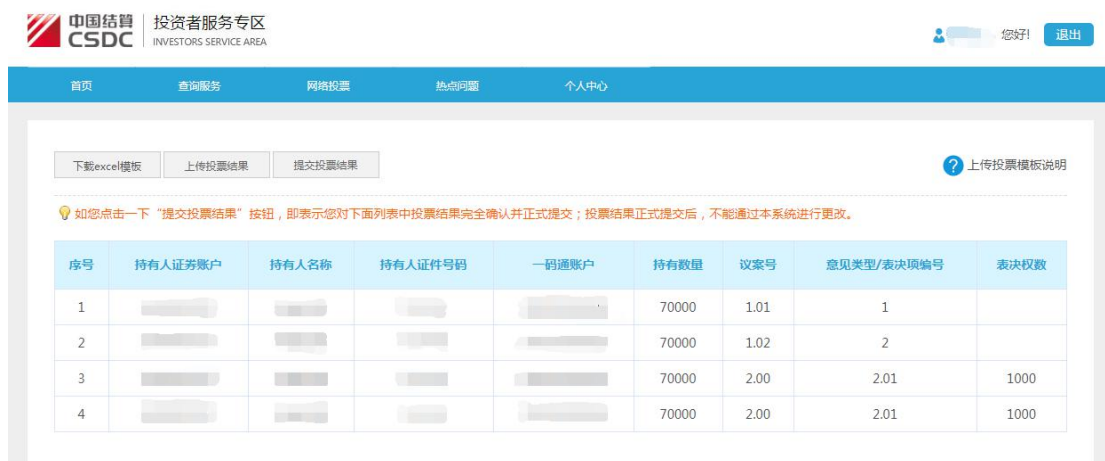 中国结算 投资者服务专区
CSDC INVESTORS SERVICE AREA
您好! 退出
首页 查询服务 网络投票 热点问题 个人中心
下载excel模板 上传投票结果 提交投票结果 ? 上传投票模板说明
如您点击一下“提交投票结果”按钮，即表示您对下面列表中投票结果完全确认并正式提交；投票结果正式提交后，不能通过本系统进行更改。
序号 持有人证券账户 持有人名称 持有人证件号码 一码通账户 持有数量 议案号 意见类型/表决项编号 表决权数
1 70000 1.01 1
2 70000 1.02 2
3 70000 2.00 2.01 1000
4 70000 2.00 2.01 1000